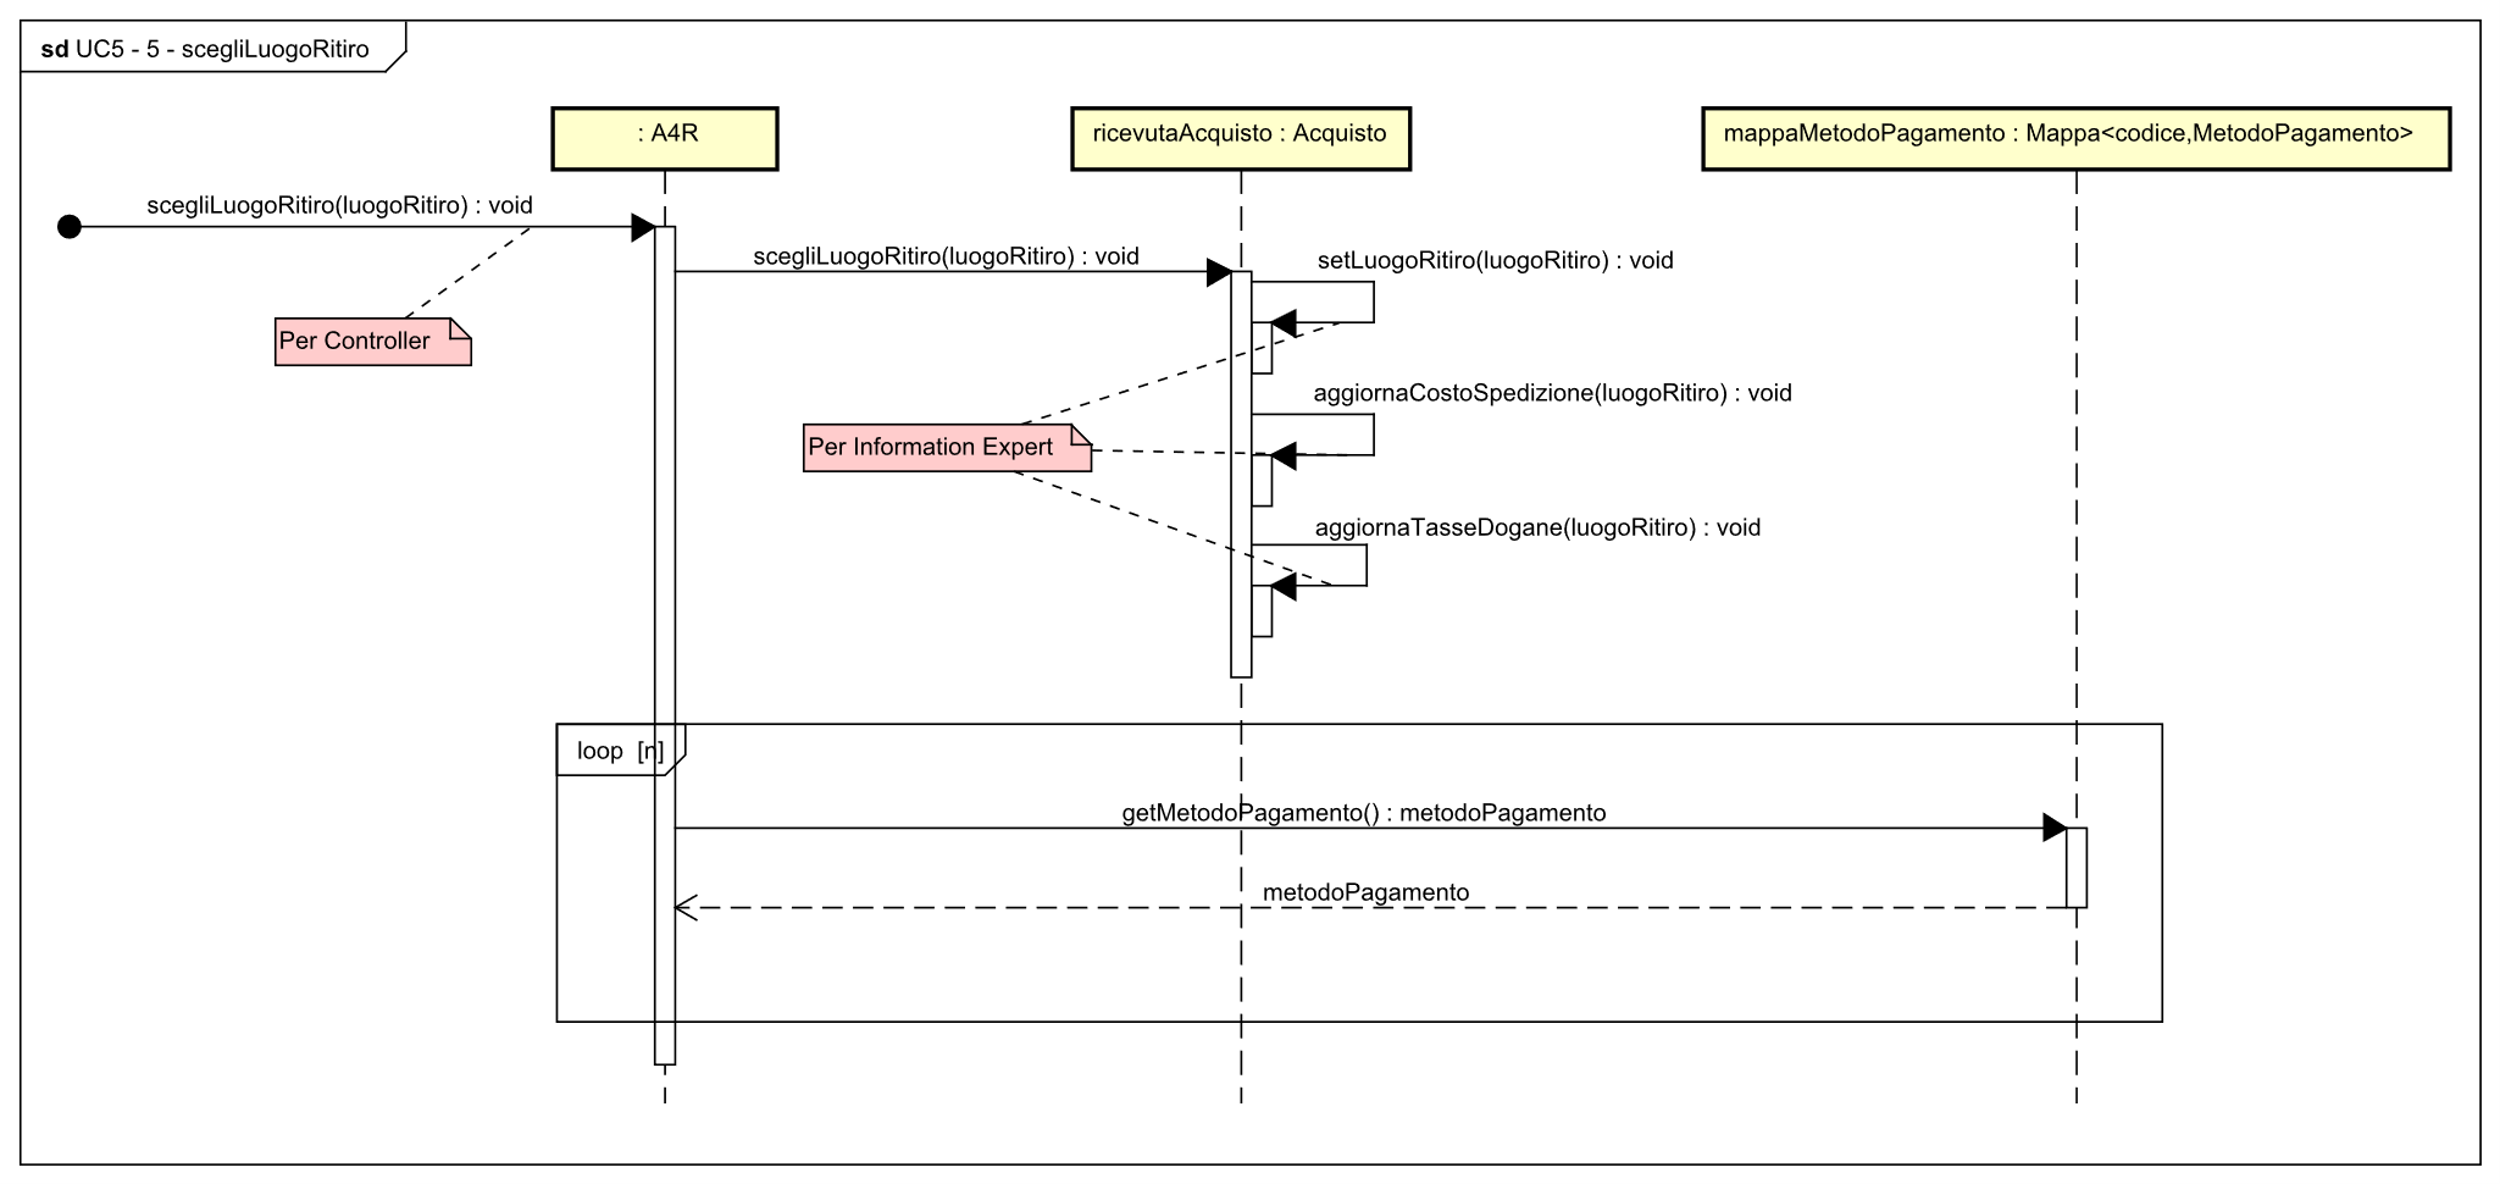 sd UC5 - 5 - scegliLuogoRitiro
: A4R
ricevutaAcquisto : Acquisto
mappaMetodoPagamento : Mappa<codice,MetodoPagamento>
scegliLuogoRitiro(luogoRitiro) : void
scegliLuogoRitiro(luogoRitiro) : void
setLuogoRitiro(luogoRitiro) : void
Per Controller
aggiornaCostoSpedizione(luogoRitiro) : void
Per Information Expert
aggiornaTasseDogane(luogoRitiro) : void
loop [n]
getMetodoPagamento() : metodoPagamento
metodoPagamento